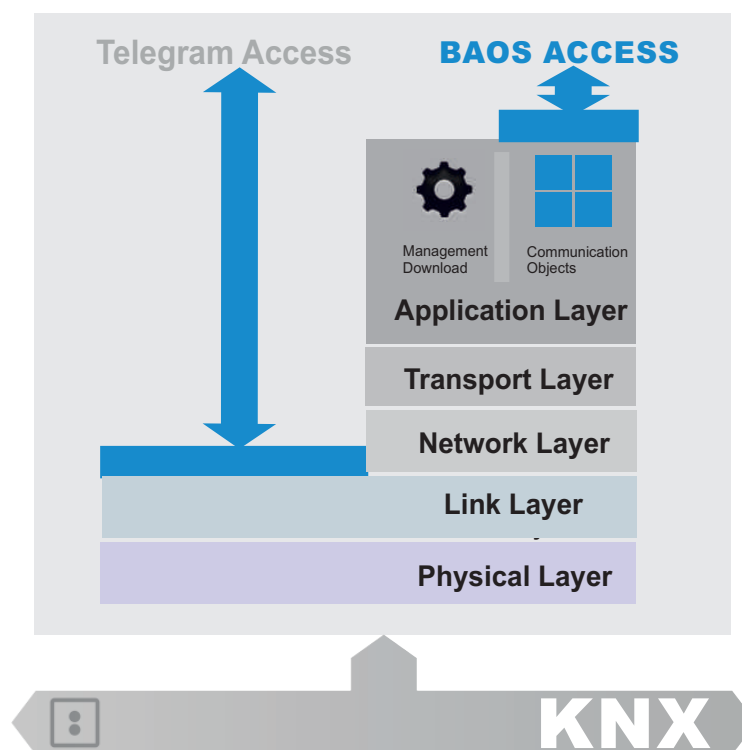 Telegram Access
BAOS ACCESS
Management
Download
Communication
Objects
Application Layer
Transport Layer
Network Layer
Link Layer
Physical Layer
KNX